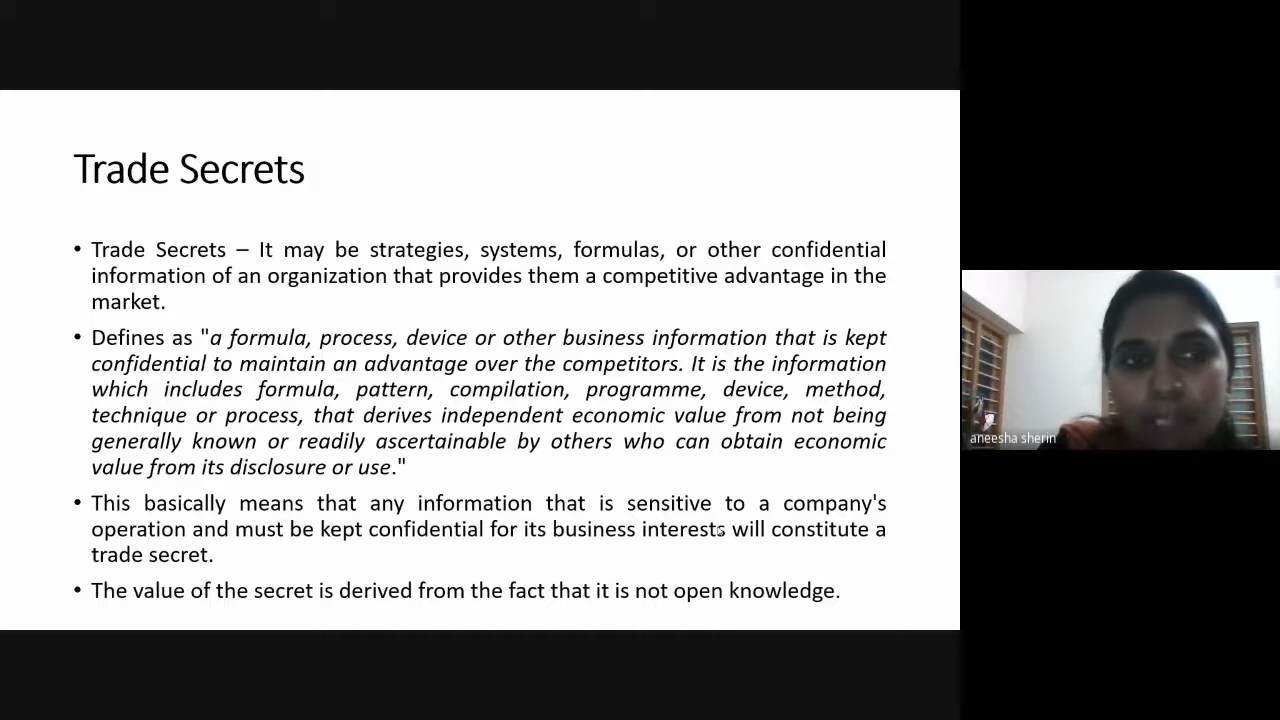 Trade Secrets
• Trade Secrets – It may be strategies, systems, formulas, or other confidential
information of an organization that provides them a competitive advantage in the
market.
• Defines as "a formula, process, device or other business information that is kept
confidential to maintain an advantage over the competitors. It is the information
which includes formula, pattern, compilation, programme, device, method,
technique or process, that derives independent economic value from not being
generally known or readily ascertainable by others who can obtain economic
value from its disclosure or use."
• This basically means that any information that is sensitive to a company's
operation and must be kept confidential for its business interests will constitute a
trade secret.
• The value of the secret is derived from the fact that it is not open knowledge.
aneesha sherin